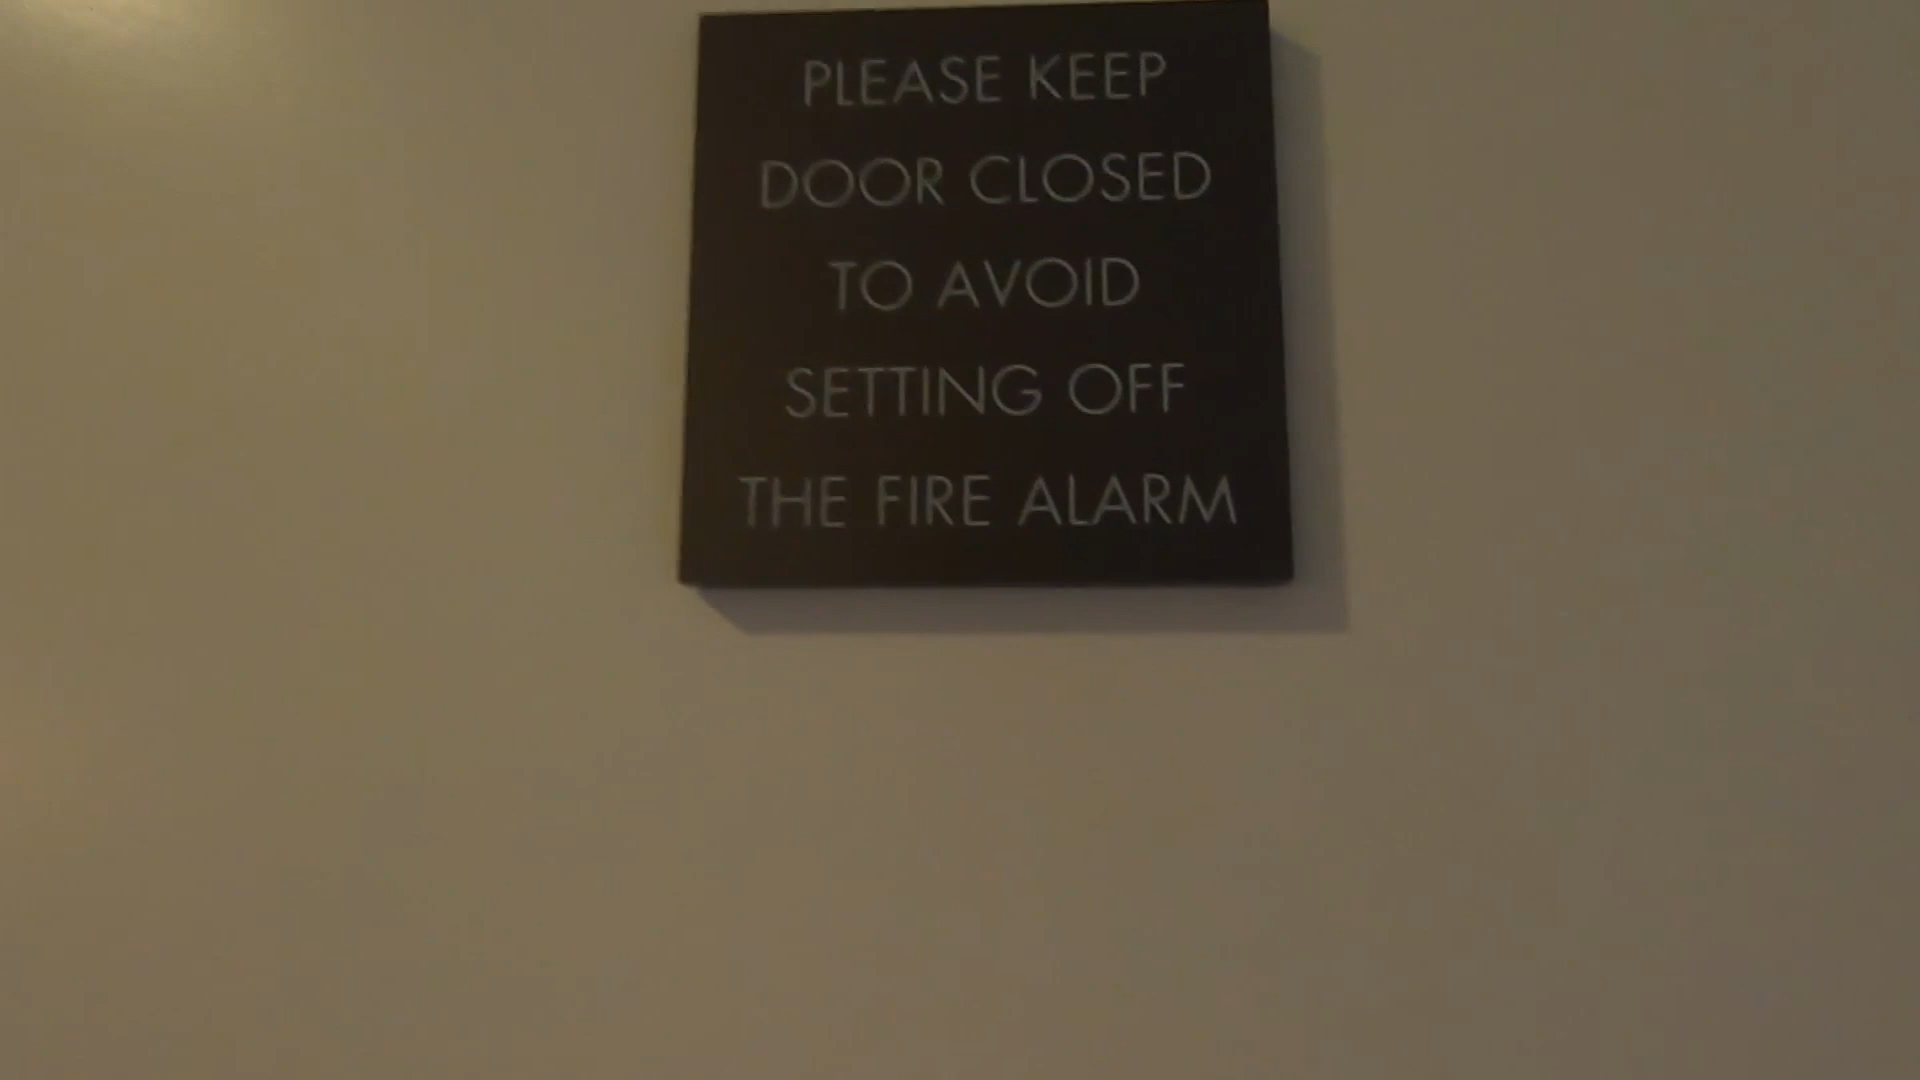 PLEASE KEEP
DOOR CLOSED
TO AVOID
SETTING OFF
THE FIRE ALARM